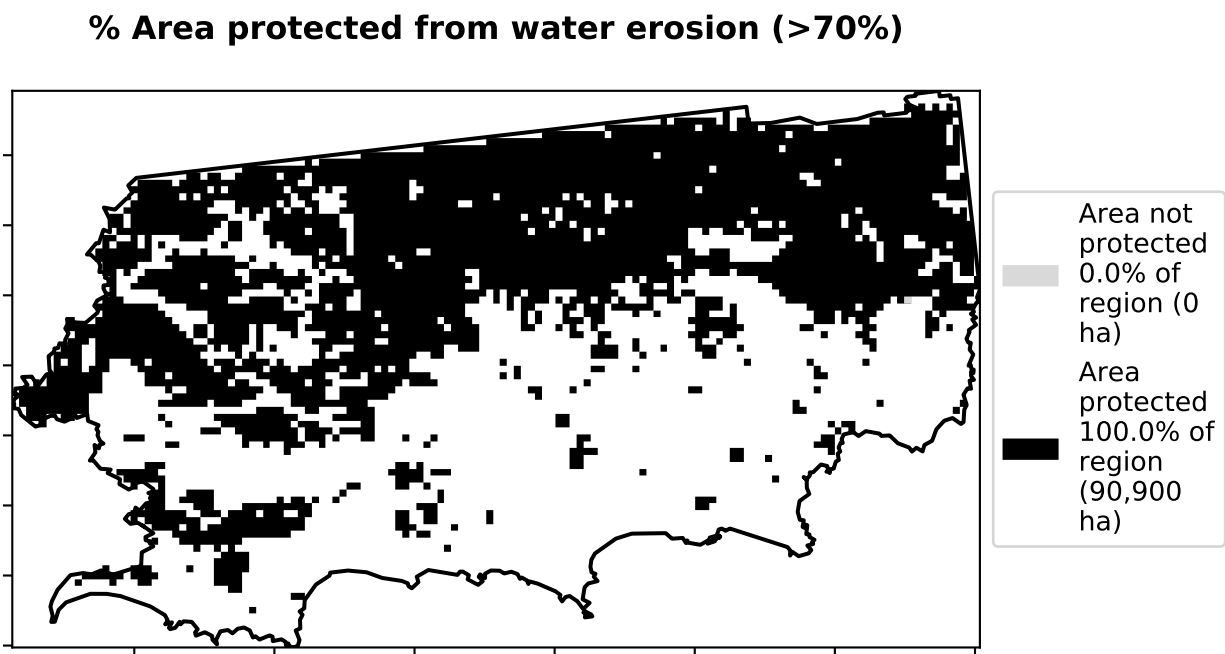 % Area protected from water erosion (>70%)
Area not
protected
0.0% of
region (0
ha)
Area
protected
100.0% of
region
(90,900
ha)